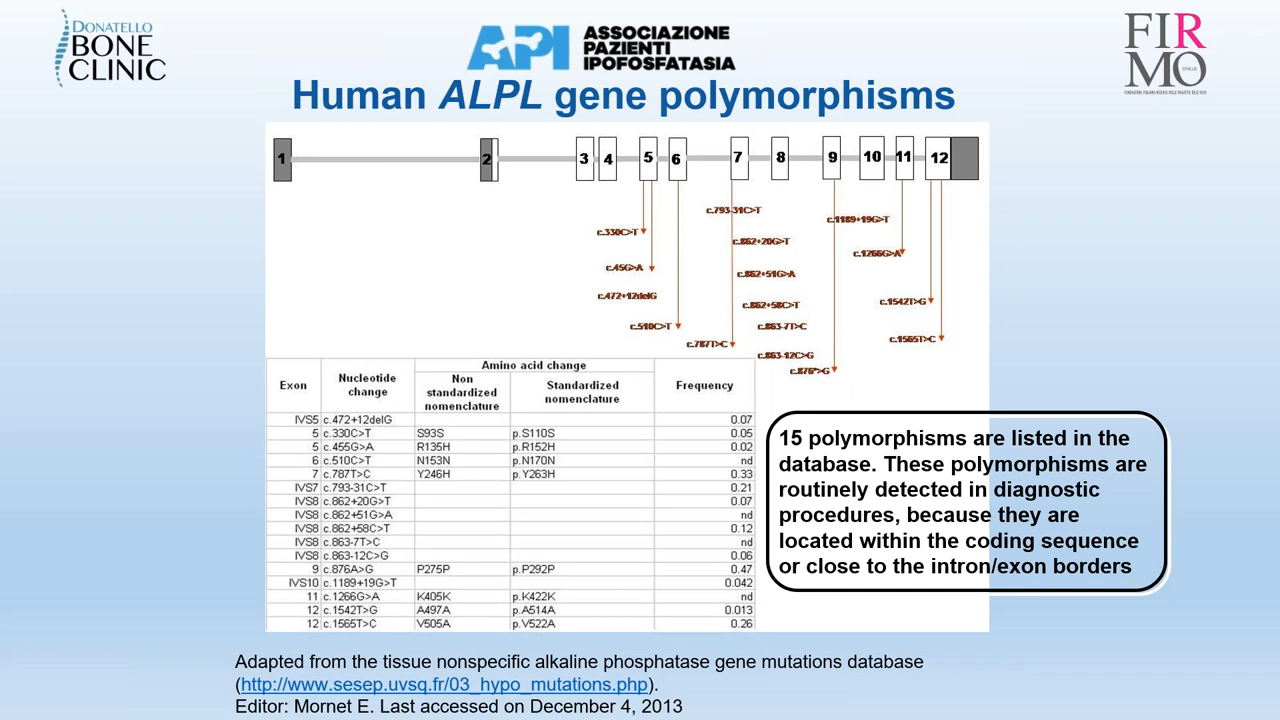 DONATELLO
BONE
CLINIC
API ASSOCIAZIONE
PAZIENTI
IPOFOSFATASIA
FIR
MO
Human ALPL gene polymorphisms
1 2 3 4 5 6 7 8 9 10 11 12
c.793-31C>T
c.1189+19G>T
c.330C>T
c.862+20G>T
c.1266G>A
c.45G>A
c.862+51G>A
c.472+12delG
c.1542T>G
c.862+58C>T
c.510C>T
c.863-7T>C
c.1565T>C
c.787T>C
c.863-12C>G
c.876*>G
Exon Nucleotide change Amino acid change Frequency
Non standardized nomenclature Standardized nomenclature
IVS5 c.472+12delG 0.07
5 c.330C>T S93S p.S110S 0.05
5 c.455G>A R135H p.R152H 0.02
6 c.510C>T N153N p.N170N nd
7 c.787T>C Y246H p.Y263H 0.33
IVS7 c.793-31C>T 0.21
IVS8 c.862+20G>T 0.07
IVS8 c.862+51G>A nd
IVS8 c.862+58C>T 0.12
IVS8 c.863-7T>C nd
IVS8 c.863-12C>G 0.06
9 c.876A>G P275P p.P292P 0.47
IVS10 c.1189+19G>T 0.042
11 c.1266G>A K405K p.K422K nd
12 c.1542T>G A497A p.A514A 0.013
12 c.1565T>C V505A p.V522A 0.26
15 polymorphisms are listed in the
database. These polymorphisms are
routinely detected in diagnostic
procedures, because they are
located within the coding sequence
or close to the intron/exon borders
Adapted from the tissue nonspecific alkaline phosphatase gene mutations database
(http://www.sesep.uvsq.fr/03_hypo_mutations.php).
Editor: Mornet E. Last accessed on December 4, 2013